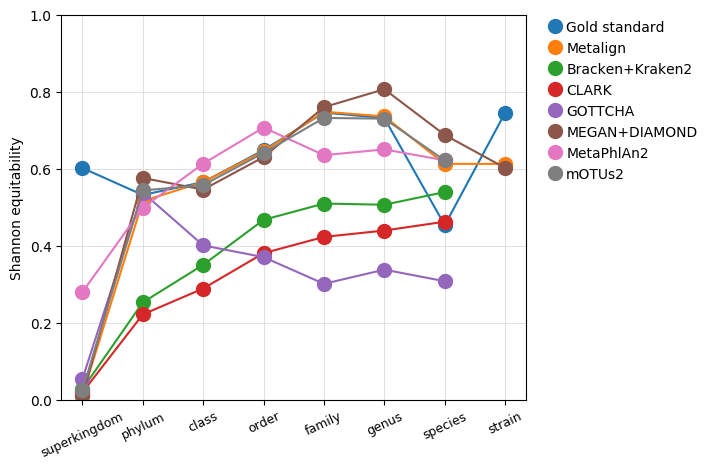 1.0
0.8
0.6
0.4
0.2
0.0
Shannon equitability
superkingdom
phylum
class
order
family
genus
species
strain
Gold standard
Metalign
Bracken+Kraken2
CLARK
GOTTCHA
MEGAN+DIAMOND
MetaPhlAn2
mOTUs2